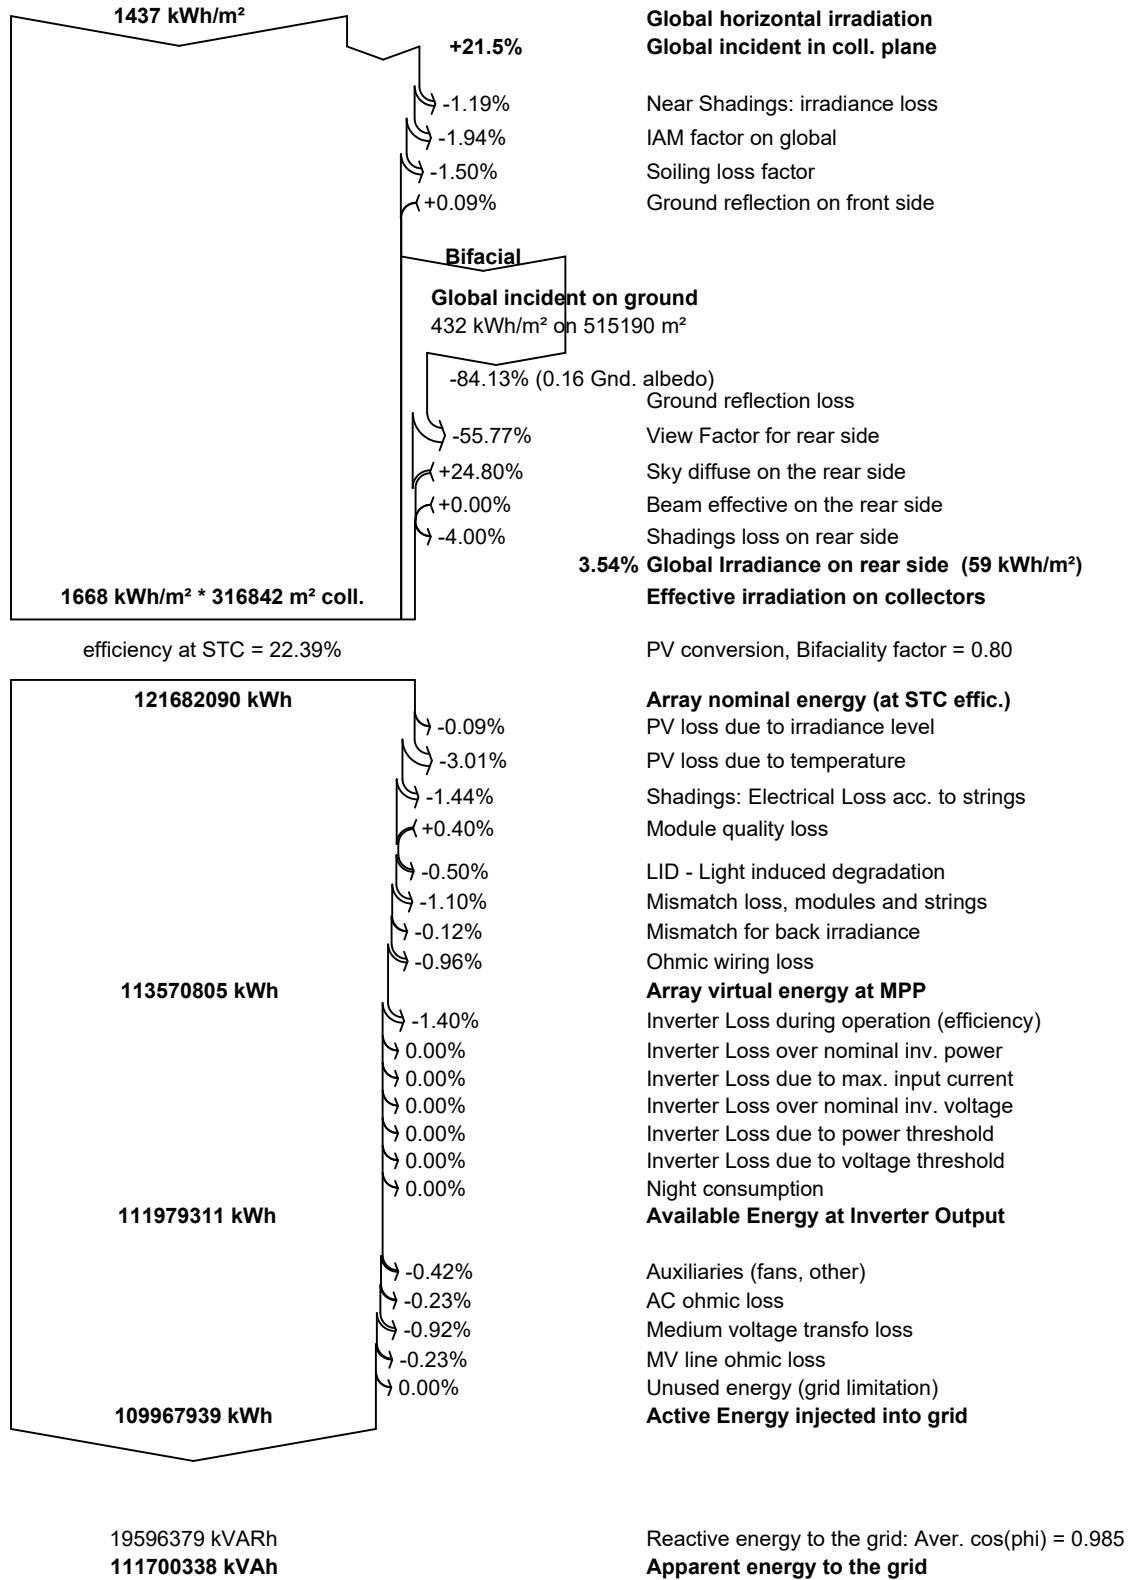 1437 kWh/m² Global horizontal irradiation
+21.5% Global incident in coll. plane
-1.19% Near Shadings: irradiance loss
-1.94% IAM factor on global
-1.50% Soiling loss factor
+0.09% Ground reflection on front side
Bifacial
Global incident on ground
432 kWh/m² on 515190 m²
-84.13% (0.16 Gnd. albedo)
Ground reflection loss
-55.77% View Factor for rear side
+24.80% Sky diffuse on the rear side
+0.00% Beam effective on the rear side
-4.00% Shadings loss on rear side
3.54% Global Irradiance on rear side (59 kWh/m²)
1668 kWh/m² * 316842 m² coll. Effective irradiation on collectors
efficiency at STC = 22.39% PV conversion, Bifaciality factor = 0.80
121682090 kWh Array nominal energy (at STC effic.)
-0.09% PV loss due to irradiance level
-3.01% PV loss due to temperature
-1.44% Shadings: Electrical Loss acc. to strings
+0.40% Module quality loss
-0.50% LID - Light induced degradation
-1.10% Mismatch loss, modules and strings
-0.12% Mismatch for back irradiance
-0.96% Ohmic wiring loss
113570805 kWh Array virtual energy at MPP
-1.40% Inverter Loss during operation (efficiency)
0.00% Inverter Loss over nominal inv. power
0.00% Inverter Loss due to max. input current
0.00% Inverter Loss over nominal inv. voltage
0.00% Inverter Loss due to power threshold
0.00% Inverter Loss due to voltage threshold
0.00% Night consumption
111979311 kWh Available Energy at Inverter Output
-0.42% Auxiliaries (fans, other)
-0.23% AC ohmic loss
-0.92% Medium voltage transfo loss
-0.23% MV line ohmic loss
0.00% Unused energy (grid limitation)
109967939 kWh Active Energy injected into grid
19596379 kVARh Reactive energy to the grid: Aver. cos(phi) = 0.985
111700338 kVAh Apparent energy to the grid